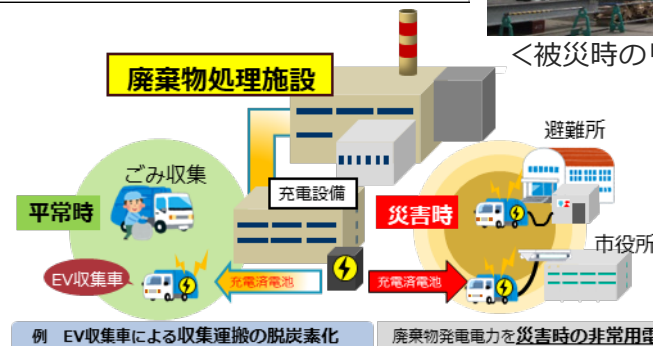 <被災時の
廃棄物処理施設
避難所
ごみ収集
充電設備
平常時
災害時
市役所
EV収集車
充電済電池
充電済電池
例 EV収集車による収集運搬の脱炭素化
廃棄物発電電力を災害時の非常用電